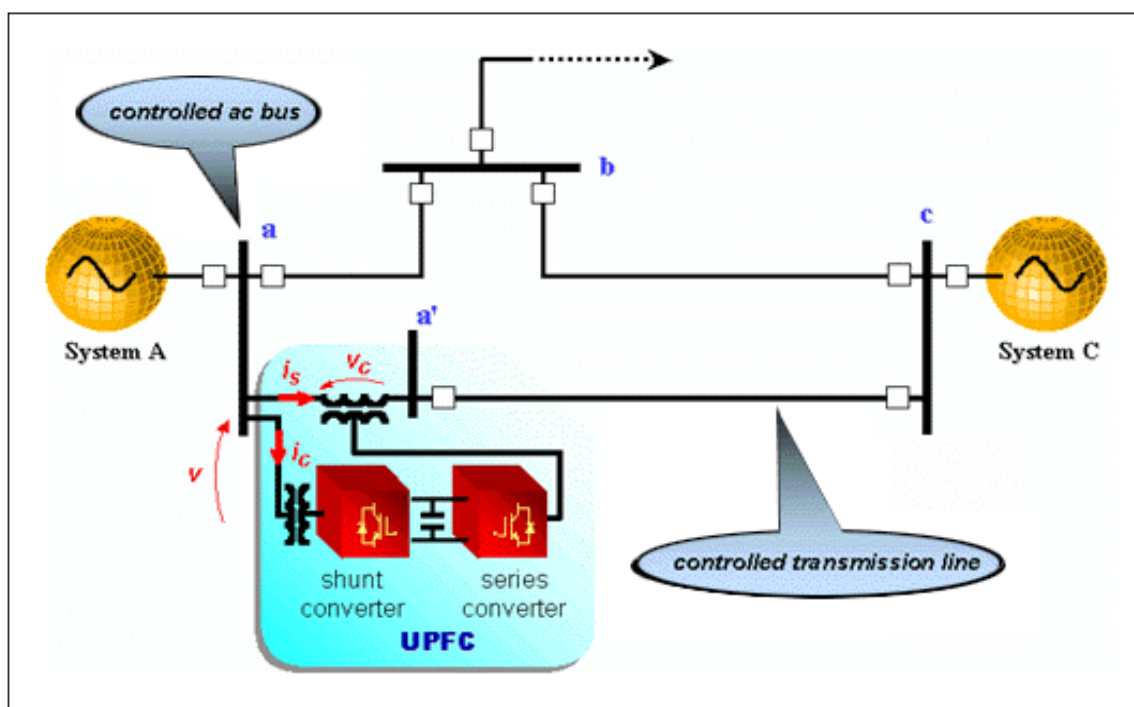 controlled ac bus
b
a
c
System A
a'
System C
iS
vC
v
iC
controlled transmission line
shunt
converter
series
converter
UPFC